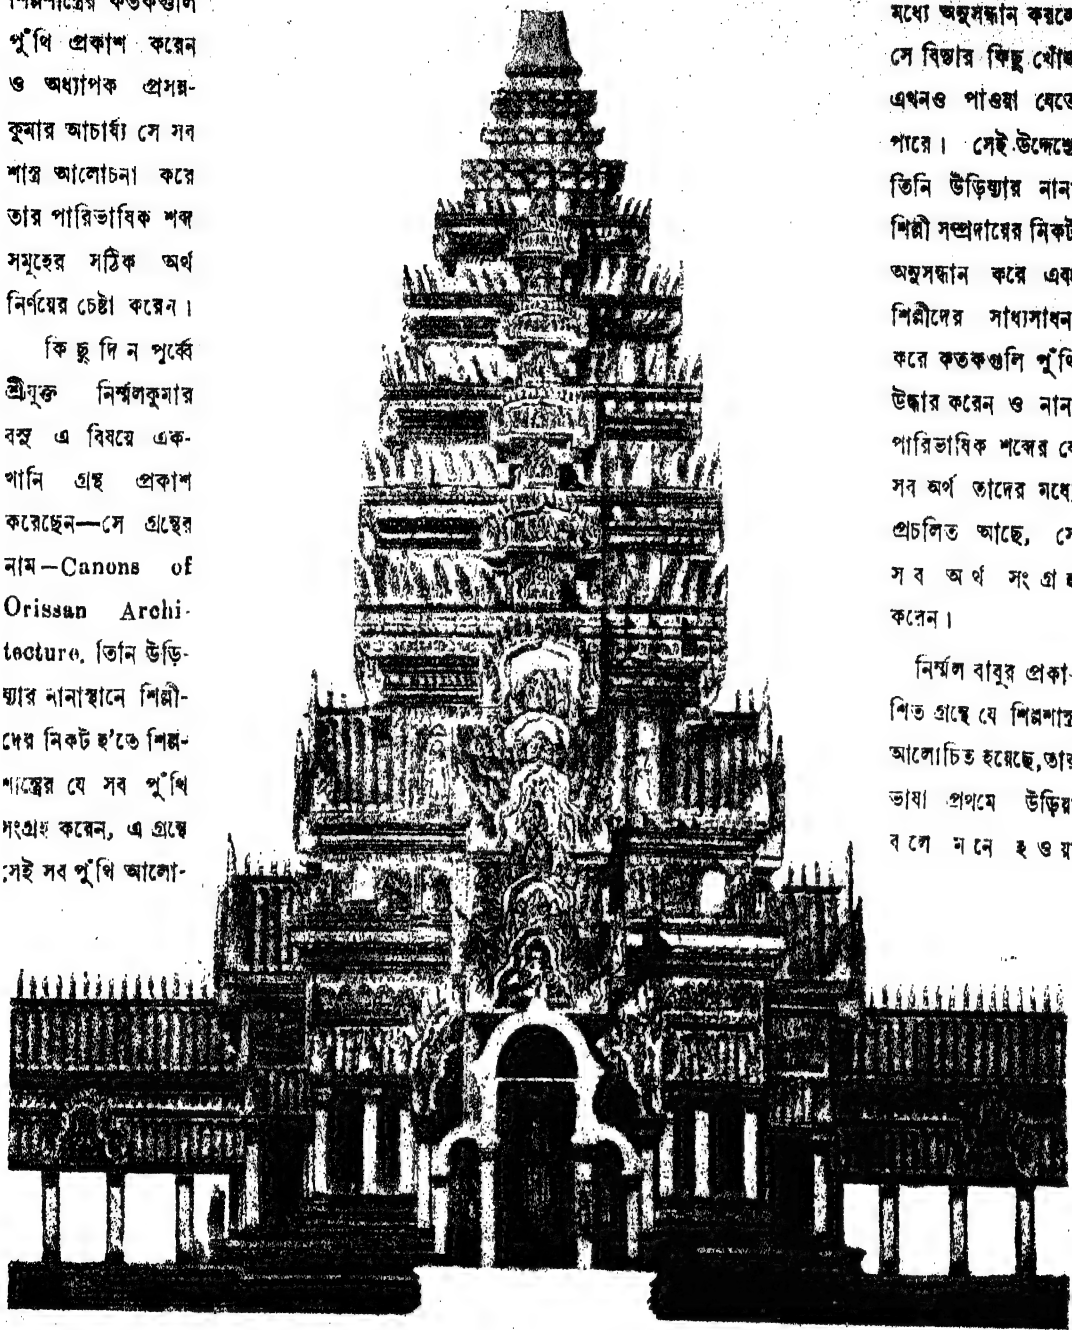 শিল্পশাস্ত্রের কতকগুলি
পুঁথি প্রকাশ করেন
ও অধ্যাপক প্রসন্ন-
কুমার আচার্য্য সে সব
শাস্ত্র আলোচনা করে
তার পারিভাষিক শব্দ
সমূহের সঠিক অর্থ
নির্ণয়ের চেষ্টা করেন।
কিছুদিন পূর্ব্বে
শ্রীযুক্ত নির্ম্মলকুমার
বসু এ বিষয়ে এক-
খানি গ্রন্থ প্রকাশ
করেছেন—সে গ্রন্থের
নাম—Canons of
Orissan Archi-
tecture. তিনি উড়ি-
ষ্যার নানাস্থানে শিল্পী-
দের নিকট হ'তে শিল্প-
শাস্ত্রের যে সব পুঁথি
সংগ্রহ করেন, এ গ্রন্থে
সেই সব পুঁথি আলো-
মধ্যে অনুসন্ধান করলে
সে বিদ্যার কিছু খোঁজ
এখনও পাওয়া যেতে
পারে। সেই উদ্দেশ্যে
তিনি উড়িষ্যার নানা
শিল্পী সম্প্রদায়ের নিকট
অনুসন্ধান করে এবং
শিল্পীদের সাধ্যসাধনা
করে কতকগুলি পুঁথি
উদ্ধার করেন ও নানা
পারিভাষিক শব্দের যে
সব অর্থ তাদের মধ্যে
প্রচলিত আছে, সে
সব অর্থ সংগ্রহ
করেন।
নির্ম্মল বাবুর প্রকা-
শিত গ্রন্থে যে শিল্পশাস্ত্র
আলোচিত হয়েছে, তার
ভাষা প্রথমে উড়িয়া
বলে মনে হওয়া